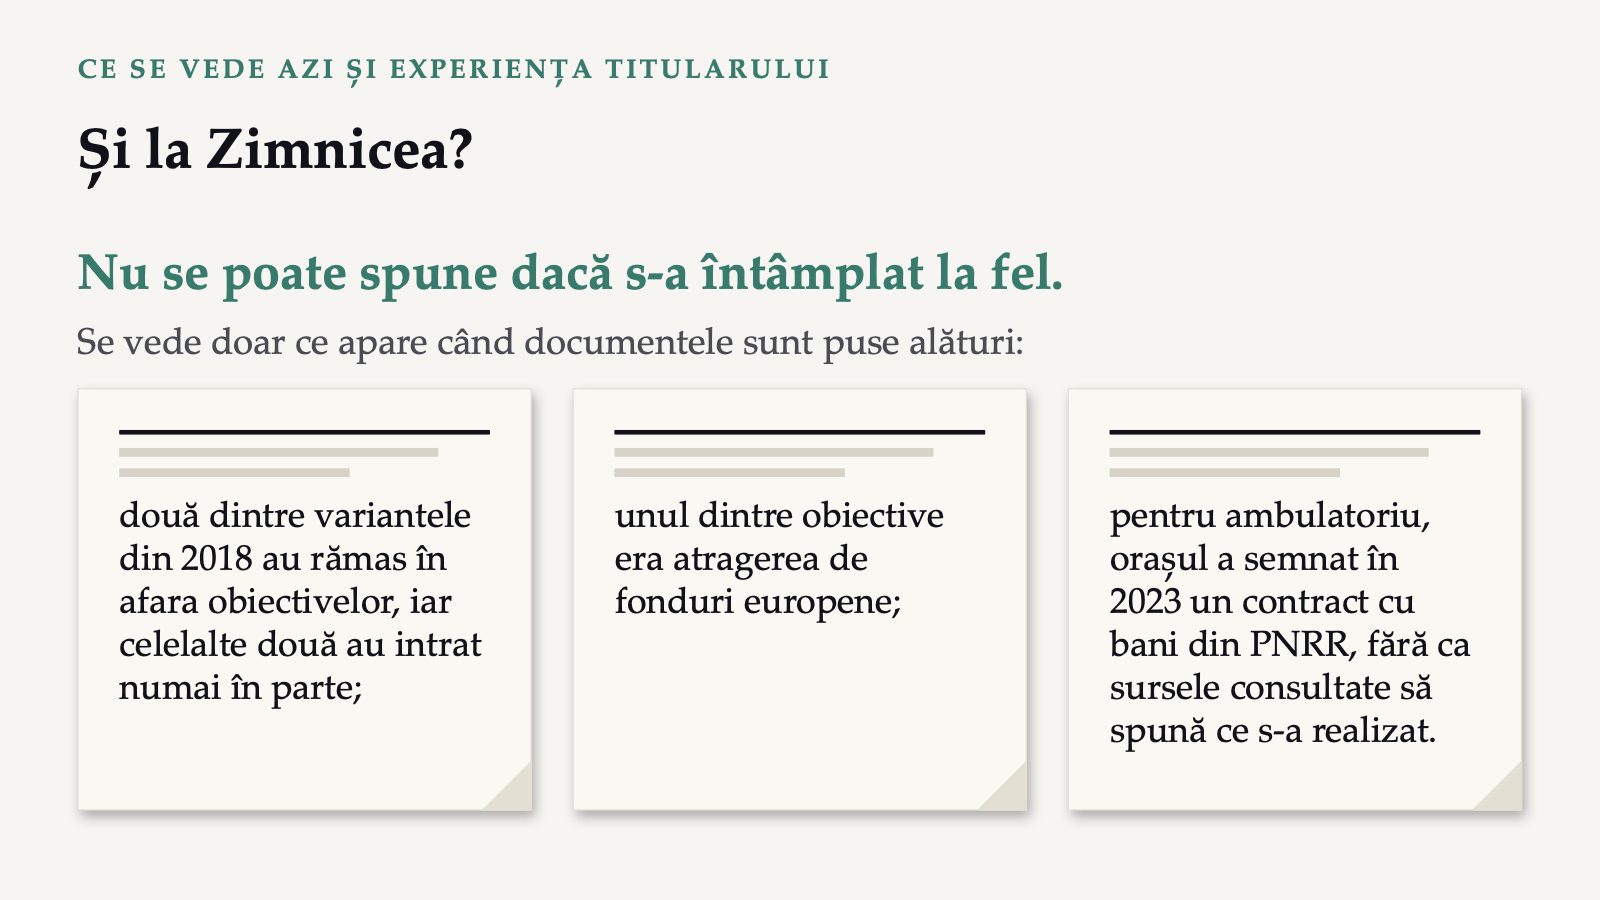 CE SE VEDE AZI ȘI EXPERIENȚA TITULARULUI
Și la Zimnicea?
Nu se poate spune dacă s-a întâmplat la fel.
Se vede doar ce apare când documentele sunt puse alături:
două dintre variantele
din 2018 au rămas în
afara obiectivelor, iar
celelalte două au intrat
numai în parte;
unul dintre obiective
era atragerea de
fonduri europene;
pentru ambulatoriu,
orașul a semnat în
2023 un contract cu
bani din PNRR, fără ca
sursele consultate să
spună ce s-a realizat.